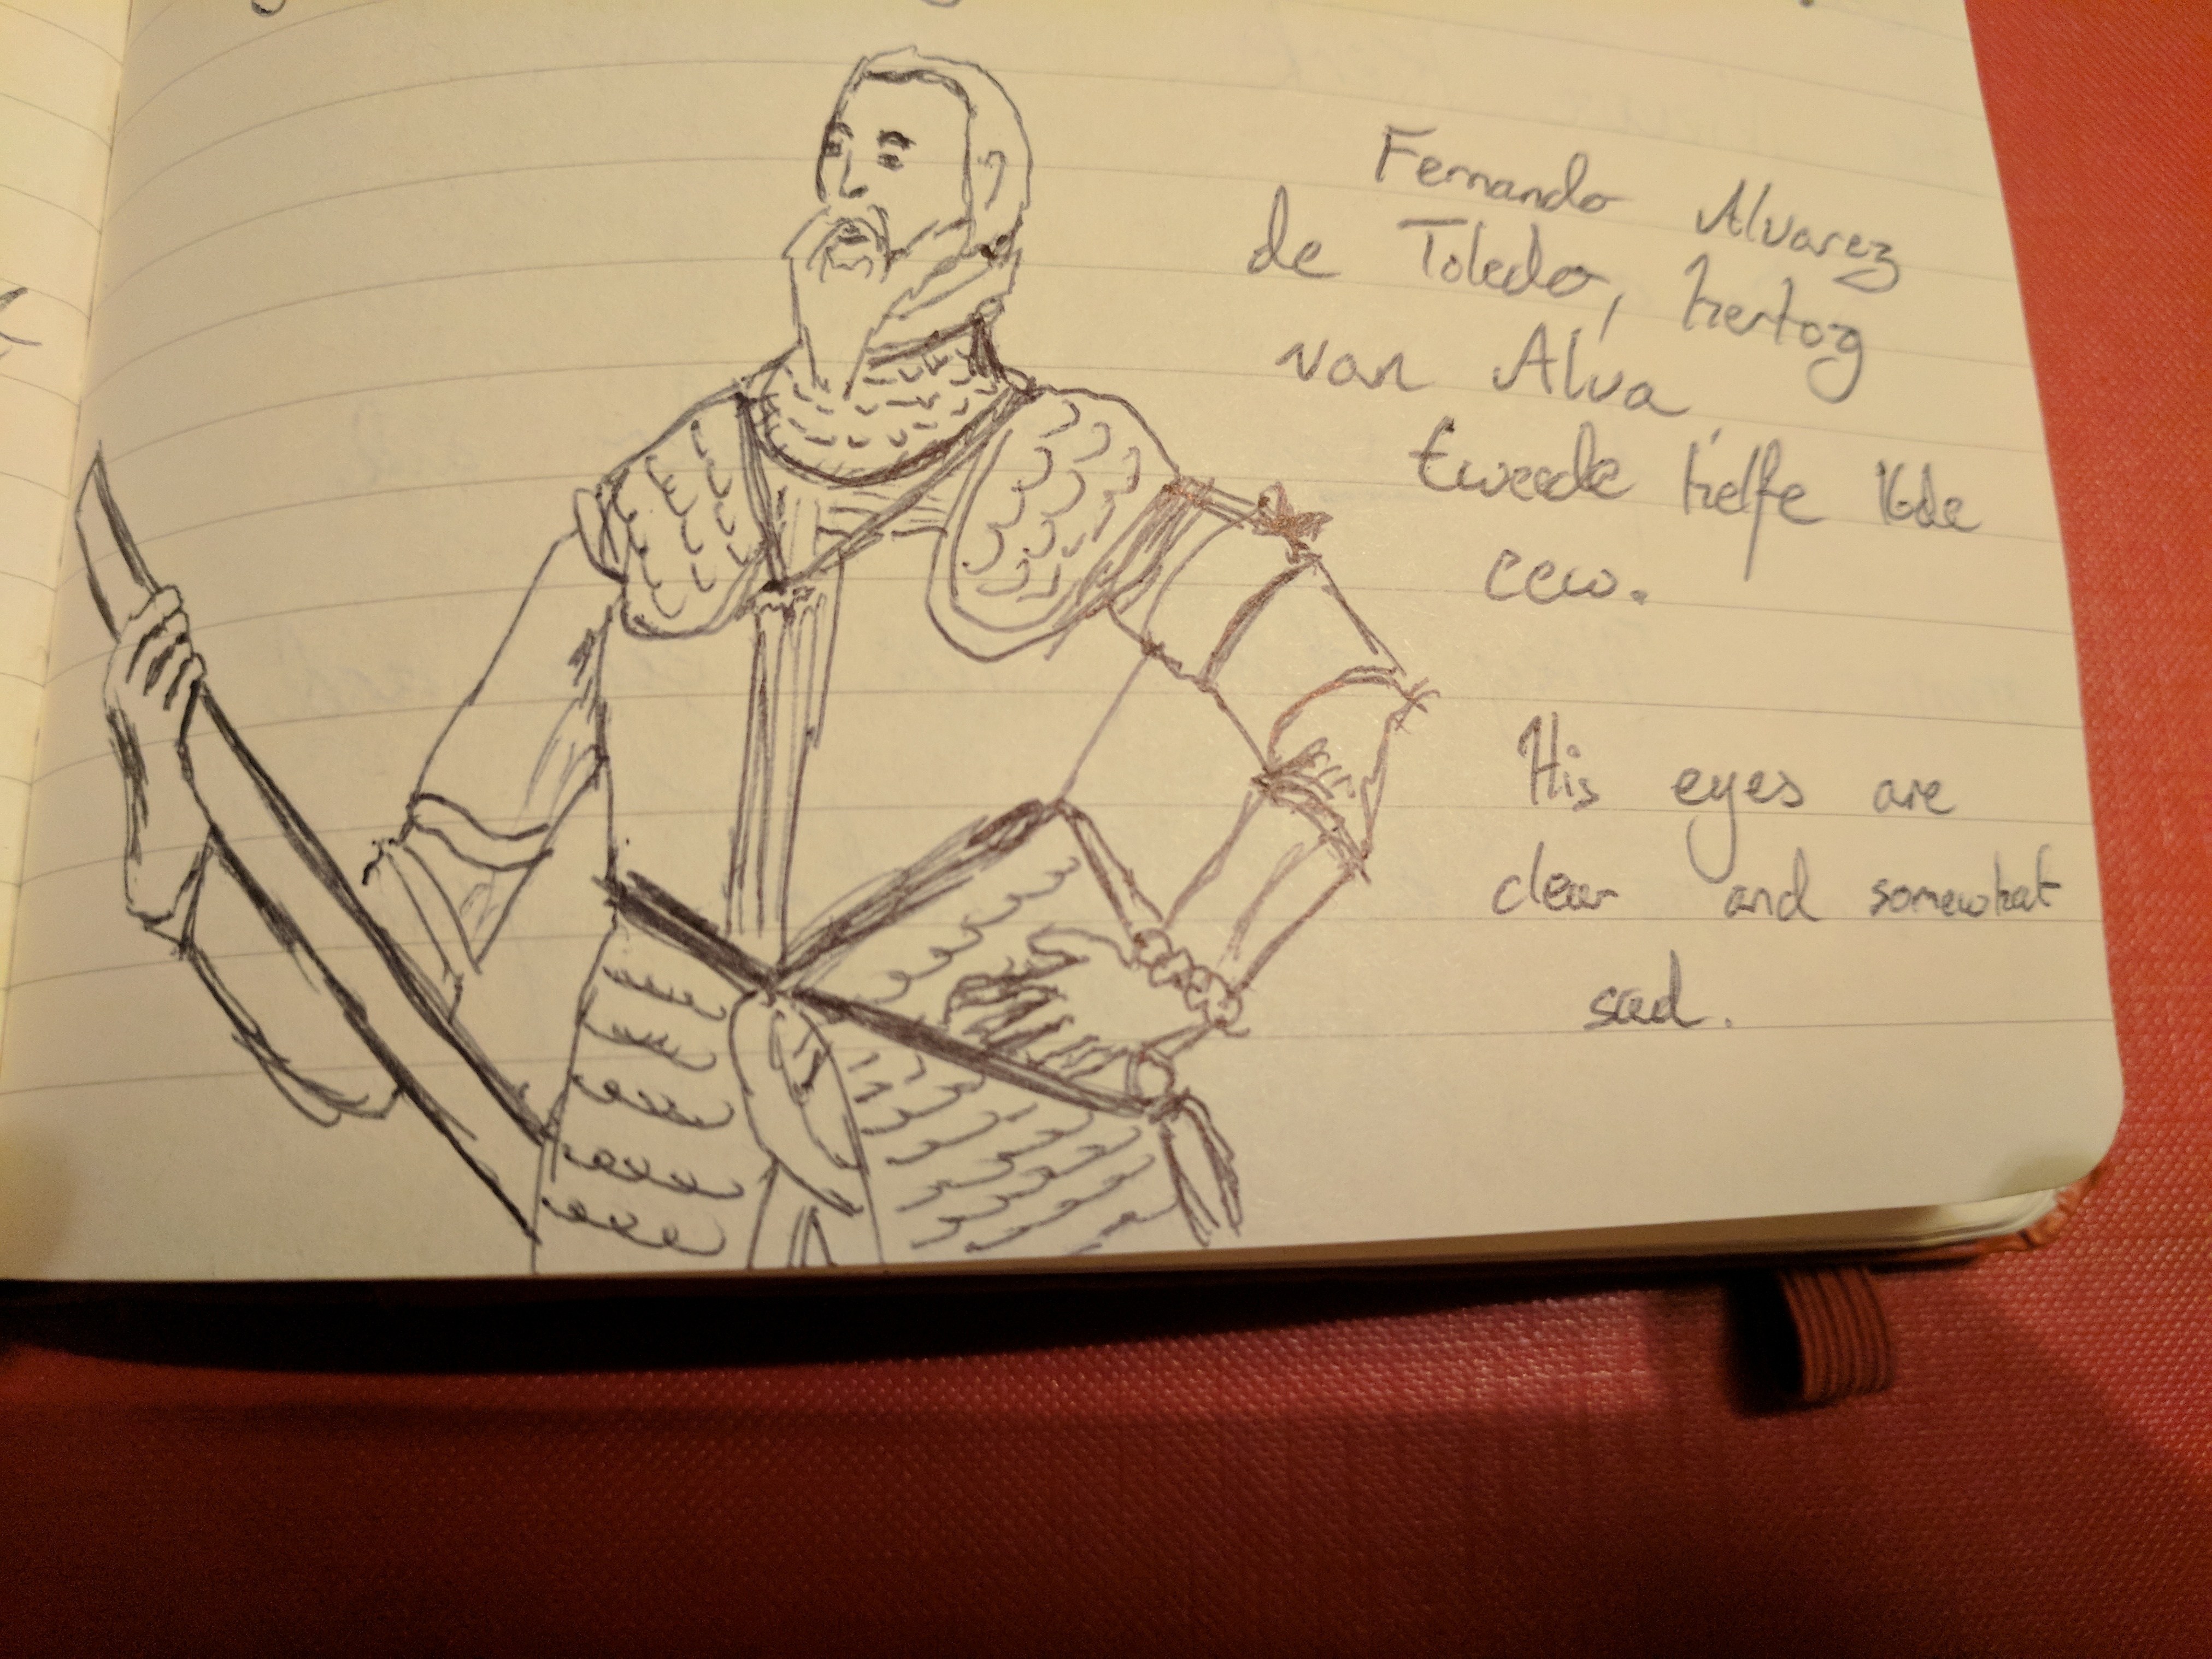 Fernando Alvarez
de Toledo, hertog
van Alva
tweede helfe 16de
eeuw.
His eyes are
clear and somewhat
sad.